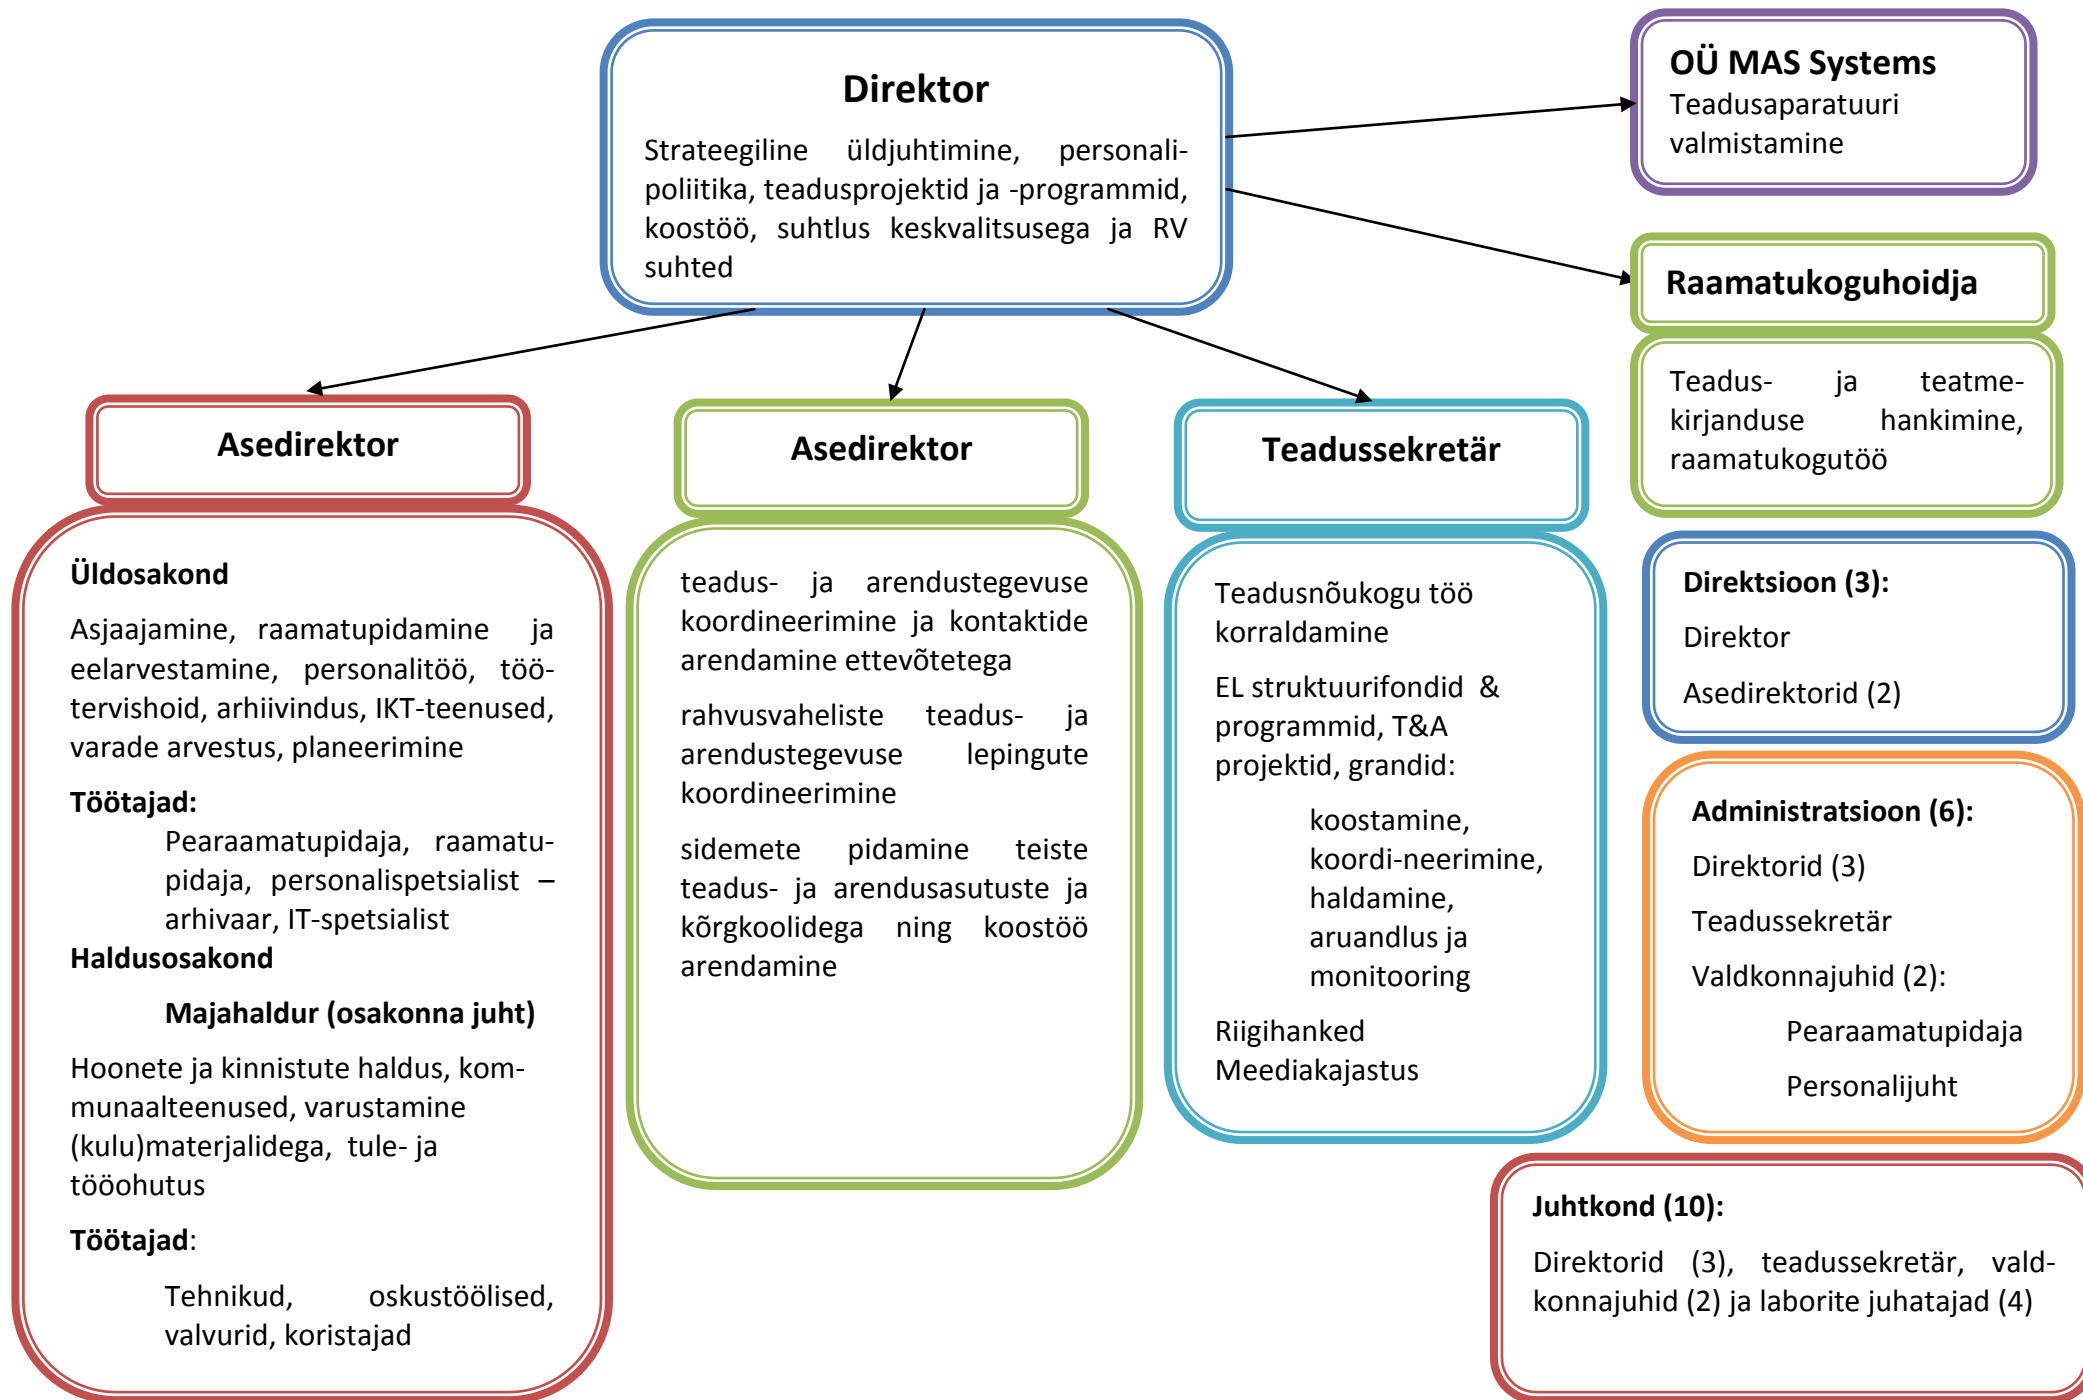 Direktor
Strateegiline üldjuhtimine, personali-
poliitika, teadusprojektid ja -programmid,
koostöö, suhtlus keskvalitsusega ja RV
suhted
OÜ MAS Systems
Teadusaparatuuri
valmistamine
Raamatukoguhoidja
Teadus- ja teatme-
kirjanduse hankimine,
raamatukogutöö
Asedirektor
Üldosakond
Asjaajamine, raamatupidamine ja
eelarvestamine, personalitöö, töö-
tervishoid, arhiivindus, IKT-teenused,
varade arvestus, planeerimine
Töötajad:
Pearaamatupidaja, raamatu-
pidaja, personalispetsialist –
arhivaar, IT-spetsialist
Haldusosakond
Majahaldur (osakonna juht)
Hoonete ja kinnistute haldus, kom-
munaalteenused, varustamine
(kulu)materjalidega, tule- ja
tööohutus
Töötajad:
Tehnikud, oskustöölised,
valvurid, koristajad
Asedirektor
teadus- ja arendustegevuse
koordineerimine ja kontaktide
arendamine ettevõtetega
rahvusvaheliste teadus- ja
arendustegevuse lepingute
koordineerimine
sidemete pidamine teiste
teadus- ja arendusasutuste ja
kõrgkoolidega ning koostöö
arendamine
Teadussekretär
Teadusnõukogu töö
korraldamine
EL struktuurifondid &
programmid, T&A
projektid, grandid:
koostamine,
koordi-neerimine,
haldamine,
aruandlus ja
monitooring
Riigihanked
Meediakajastus
Direktsioon (3):
Direktor
Asedirektorid (2)
Administratsioon (6):
Direktorid (3)
Teadussekretär
Valdkonnajuhid (2):
Pearaamatupidaja
Personalijuht
Juhtkond (10):
Direktorid (3), teadussekretär, vald-
konnajuhid (2) ja laborite juhatajad (4)